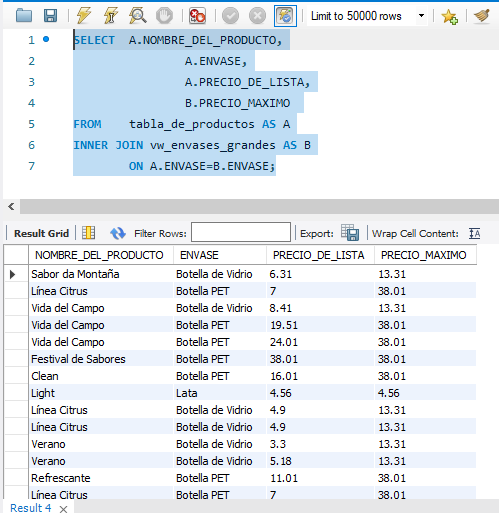 Limit to 50000 rows
1 SELECT A.NOMBRE_DEL_PRODUCTO,
2 A.ENVASE,
3 A.PRECIO_DE_LISTA,
4 B.PRECIO_MAXIMO
5 FROM tabla_de_productos AS A
6 INNER JOIN vw_envases_grandes AS B
7 ON A.ENVASE=B.ENVASE;
Result Grid Filter Rows: Export: Wrap Cell Content: IA
NOMBRE_DEL_PRODUCTO ENVASE PRECIO_DE_LISTA PRECIO_MAXIMO
Sabor da Montaña Botella de Vidrio 6.31 13.31
Línea Citrus Botella PET 7 38.01
Vida del Campo Botella de Vidrio 8.41 13.31
Vida del Campo Botella PET 19.51 38.01
Vida del Campo Botella PET 24.01 38.01
Festival de Sabores Botella PET 38.01 38.01
Clean Botella PET 16.01 38.01
Light Lata 4.56 4.56
Línea Citrus Botella de Vidrio 4.9 13.31
Línea Citrus Botella de Vidrio 4.9 13.31
Verano Botella de Vidrio 3.3 13.31
Verano Botella de Vidrio 5.18 13.31
Refrescante Botella PET 11.01 38.01
Línea Citrus Botella PET 7 38.01
Result 4